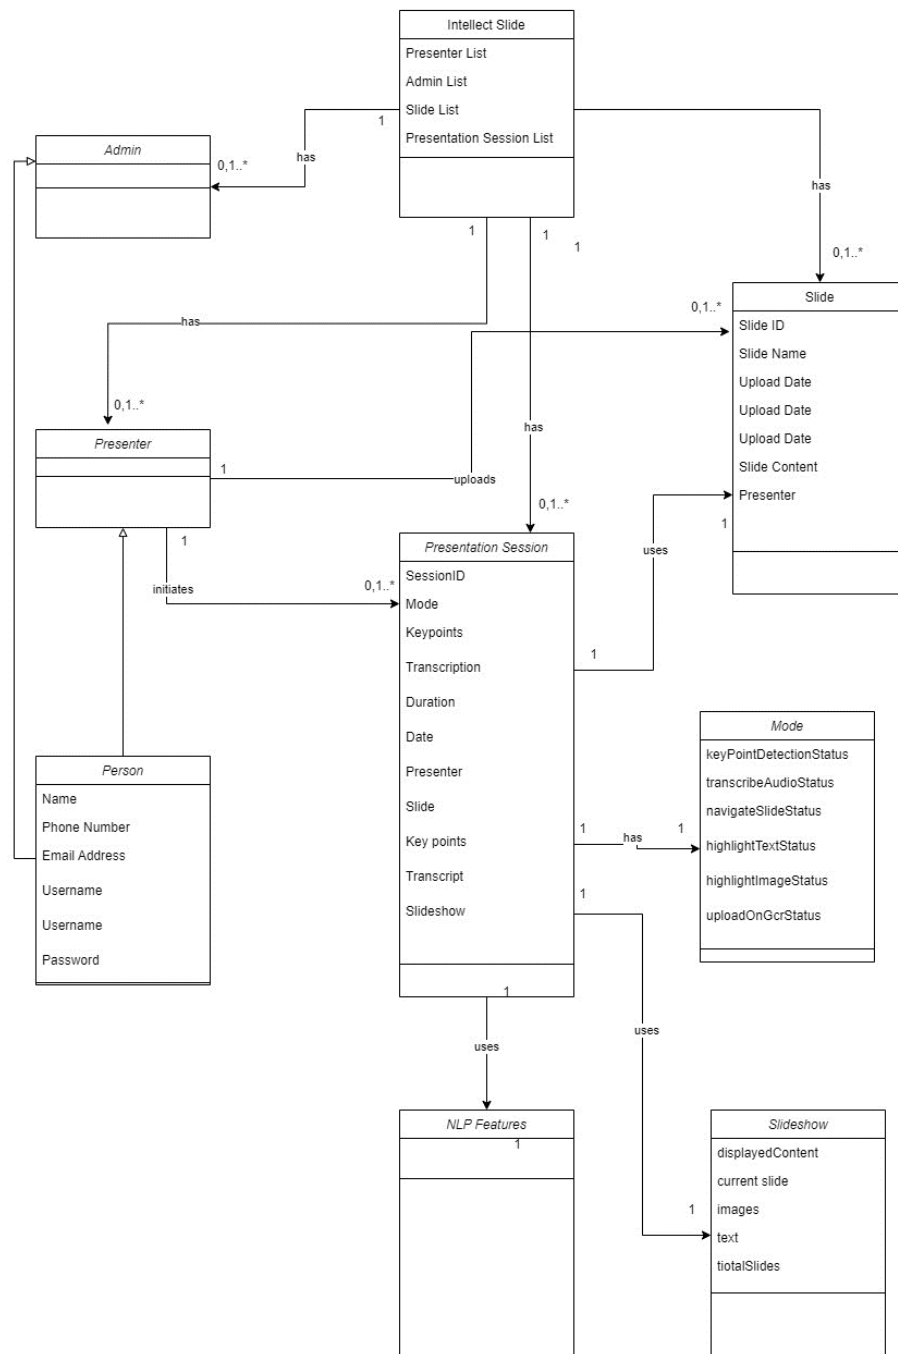 Intellect Slide
Presenter List
Admin List
Slide List
Presentation Session List
1
has
0,1..*
Admin
has
0,1..*
1
1
1
has
0,1..*
Slide
Slide ID
Slide Name
Upload Date
Upload Date
Upload Date
Slide Content
Presenter
1
0,1..*
Presenter
1
uploads
0,1..*
has
0,1..*
1
initiates
0,1..*
Presentation Session
SessionID
Mode
Keypoints
Transcription
Duration
Date
Presenter
Slide
Key points
Transcript
Slideshow
uses
1
Mode
keyPointDetectionStatus
transcribeAudioStatus
navigateSlideStatus
highlightTextStatus
highlightImageStatus
uploadOnGcrStatus
1
has
1
1
Person
Name
Phone Number
Email Address
Username
Username
Password
1
uses
uses
NLP Features
1
Slideshow
displayedContent
current slide
images
text
tiotalSlides
1